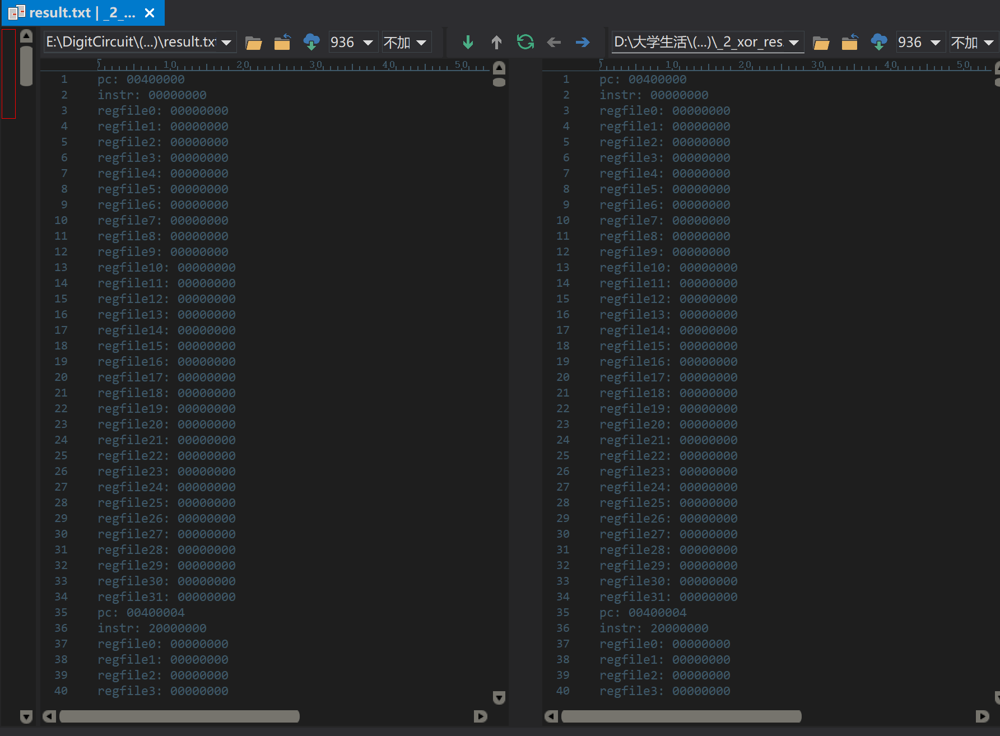 result.txt | _2_...
E:\DigitCircuit\(...)\result.txt
936
不加
D:\大学生活\(...)\_2_xor_res.
936
不加
0 10 20 30 40 50
1 pc: 00400000
2 instr: 00000000
3 regfile0: 00000000
4 regfile1: 00000000
5 regfile2: 00000000
6 regfile3: 00000000
7 regfile4: 00000000
8 regfile5: 00000000
9 regfile6: 00000000
10 regfile7: 00000000
11 regfile8: 00000000
12 regfile9: 00000000
13 regfile10: 00000000
14 regfile11: 00000000
15 regfile12: 00000000
16 regfile13: 00000000
17 regfile14: 00000000
18 regfile15: 00000000
19 regfile16: 00000000
20 regfile17: 00000000
21 regfile18: 00000000
22 regfile19: 00000000
23 regfile20: 00000000
24 regfile21: 00000000
25 regfile22: 00000000
26 regfile23: 00000000
27 regfile24: 00000000
28 regfile25: 00000000
29 regfile26: 00000000
30 regfile27: 00000000
31 regfile28: 00000000
32 regfile29: 00000000
33 regfile30: 00000000
34 regfile31: 00000000
35 pc: 00400004
36 instr: 20000000
37 regfile0: 00000000
38 regfile1: 00000000
39 regfile2: 00000000
40 regfile3: 00000000
0 10 20 30 40 50
1 pc: 00400000
2 instr: 00000000
3 regfile0: 00000000
4 regfile1: 00000000
5 regfile2: 00000000
6 regfile3: 00000000
7 regfile4: 00000000
8 regfile5: 00000000
9 regfile6: 00000000
10 regfile7: 00000000
11 regfile8: 00000000
12 regfile9: 00000000
13 regfile10: 00000000
14 regfile11: 00000000
15 regfile12: 00000000
16 regfile13: 00000000
17 regfile14: 00000000
18 regfile15: 00000000
19 regfile16: 00000000
20 regfile17: 00000000
21 regfile18: 00000000
22 regfile19: 00000000
23 regfile20: 00000000
24 regfile21: 00000000
25 regfile22: 00000000
26 regfile23: 00000000
27 regfile24: 00000000
28 regfile25: 00000000
29 regfile26: 00000000
30 regfile27: 00000000
31 regfile28: 00000000
32 regfile29: 00000000
33 regfile30: 00000000
34 regfile31: 00000000
35 pc: 00400004
36 instr: 20000000
37 regfile0: 00000000
38 regfile1: 00000000
39 regfile2: 00000000
40 regfile3: 00000000